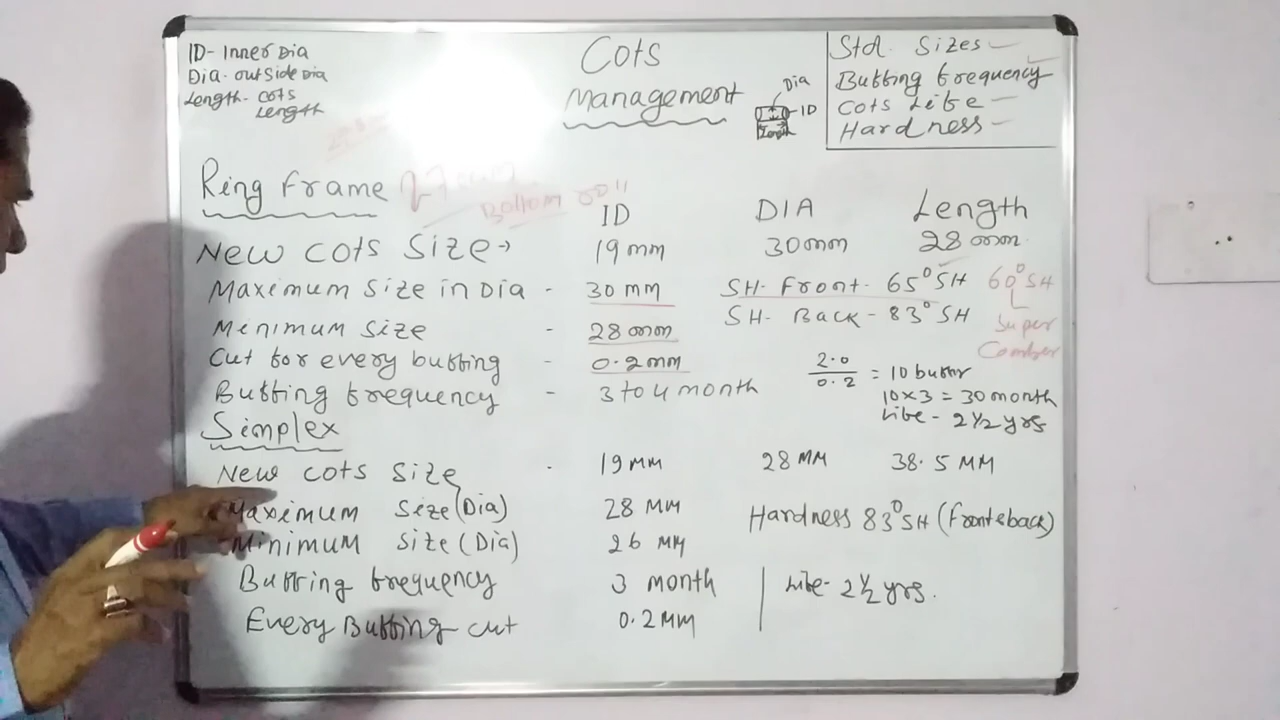 ID- Inner Dia
Dia- outside Dia
Length- cots
Length
Cots
Management
Dia
ID
Length
Std. Sizes
Buffing frequency
Cots Life
Hardness
Ring Frame
Bottom
ID DIA Length
New Cots Size → 19 mm 30mm 28 mm
Maximum Size in Dia - 30 mm SH- Front- 65° SH 60° SH
Minimum Size - 28 mm SH- Back - 83° SH Super
Comber
Cut for every buffing - 0.2mm 2.0/0.2 = 10
Buffing frequency - 3 to 4 month 10x3 = 30 month
Life - 2 1/2 yrs
Simplex
New Cots Size - 19 MM 28 MM 38.5 MM
Maximum Size (Dia) 28 MM Hardness 83° SH (Front & back)
Minimum Size (Dia) 26 MM
Buffing frequency 3 month Life- 2 1/2 yrs.
Every Buffing cut 0.2 MM